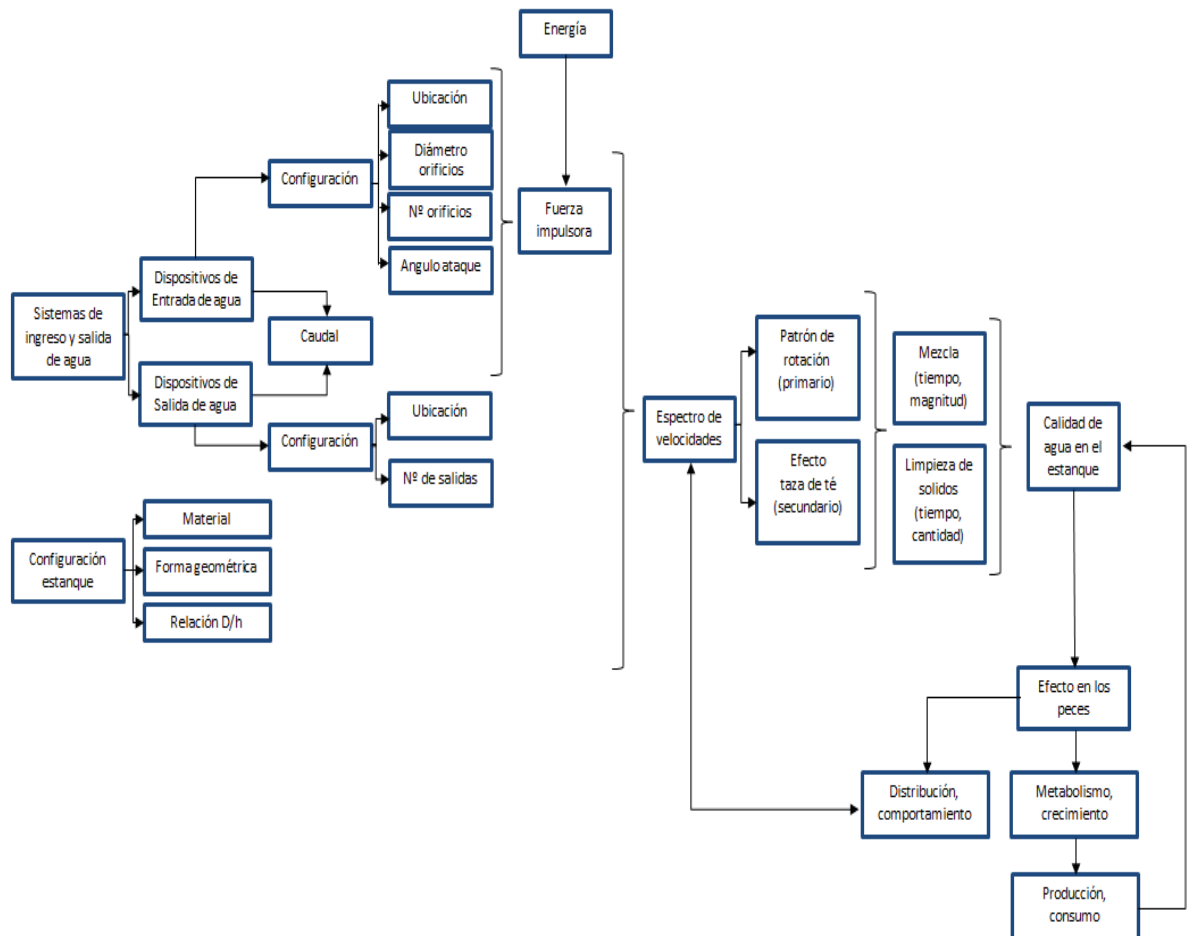 Energía
Ubicación
Diámetro
orificios
Configuración
Nº orificios
Fuerza
impulsora
Angulo ataque
Dispositivos de
Entrada de agua
Sistemas de
ingreso y salida
de agua
Caudal
Dispositivos de
Salida de agua
Ubicación
Configuración
Nº de salidas
Material
Configuración
estanque
Forma geométrica
Relación D/h
Espectro de
velocidades
Patrón de
rotación
(primario)
Efecto
taza de té
(secundario)
Mezcla
(tiempo,
magnitud)
Limpieza de
solidos
(tiempo,
cantidad)
Calidad de
agua en el
estanque
Efecto en los
peces
Distribución,
comportamiento
Metabolismo,
crecimiento
Producción,
consumo